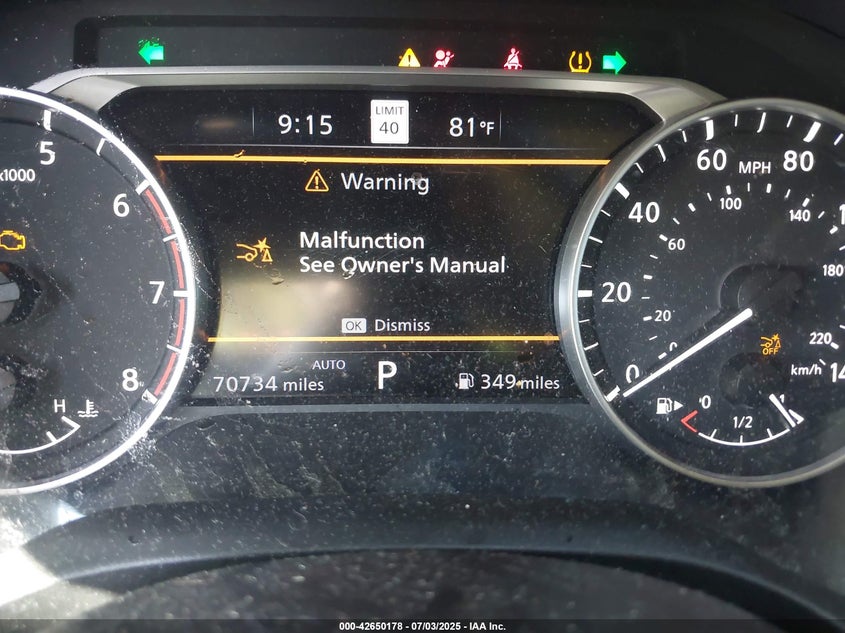 LIMIT
9:15 40 81°F
5
x1000
60 MPH 80
Warning
100
6 40 140
60
Malfunction
See Owner's Manual
180
7 20
20
OK Dismiss
220
OFF
0 0 km/h
AUTO
8 70734 miles P 349 miles
H 0 1
1/2
000-42650178 - 07/03/2025 - IAA Inc.